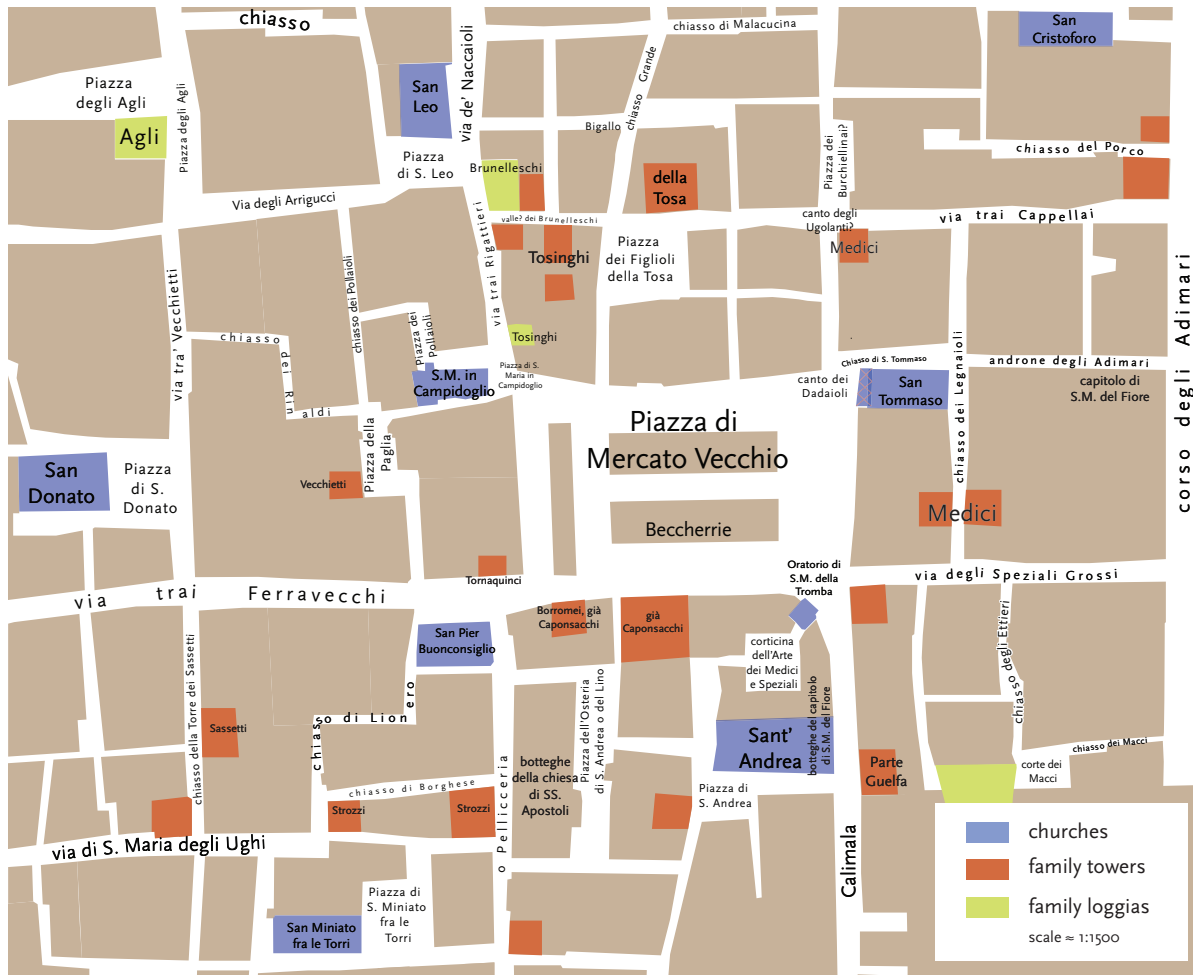 chiasso
chiasso di Malacucina
San
Cristoforo
Piazza
degli Agli
Agli
Piazza degli Agli
San
Leo
via de' Naccaioli
chiasso Grande
Bigallo
Piazza dei
Burchiellinai?
chiasso del Porco
Piazza
di S. Leo
Brunelleschi
della
Tosa
Via degli Arrigucci
valle? dei Brunelleschi
canto degli
Ugolanti?
via trai Cappellai
Medici
via trai Rigattieri
Tosinghi
Piazza
dei Figlioli
della Tosa
via tra' Vecchietti
chiasso dei Pollaioli
Piazza dei
Pollaioli
Tosinghi
chiasso dei Rin
aldi
S.M. in
Campidoglio
Piazza di S.
Maria in
Campidoglio
Chiasso di S. Tommaso
canto dei
Dadaioli
San
Tommaso
chiasso dei Legnaioli
androne degli Adimari
capitolo di
S.M. del Fiore
corso degli Adimari
Piazza di
Mercato Vecchio
Piazza della
Paglia
San
Donato
Piazza
di S.
Donato
Vecchietti
Medici
Beccherrie
Tornaquinci
Oratorio di
S.M. della
Tromba
via degli Speziali Grossi
via trai Ferravecchi
San Pier
Buonconsiglio
Borromei, già
Caponsacchi
già
Caponsacchi
corticina
dell'Arte
dei Medici
e Speziali
chiasso degli Ettieri
chiasso della Torre dei Sassetti
Sassetti
chiasso di Lion
ero
Piazza dell'Osteria
di S. Andrea o del Lino
botteghe del capitolo
di S.M. del Fiore
Sant'
Andrea
botteghe
della chiesa
di SS.
Apostoli
chiasso dei Macci
corte dei
Macci
Parte
Guelfa
Piazza di
S. Andrea
chiasso di Borghese
Strozzi
Strozzi
via di S. Maria degli Ughi
o Pellicceria
Calimala
Piazza di
S. Miniato
fra le
Torri
San Miniato
fra le Torri
churches
family towers
family loggias
scale ≈ 1:1500